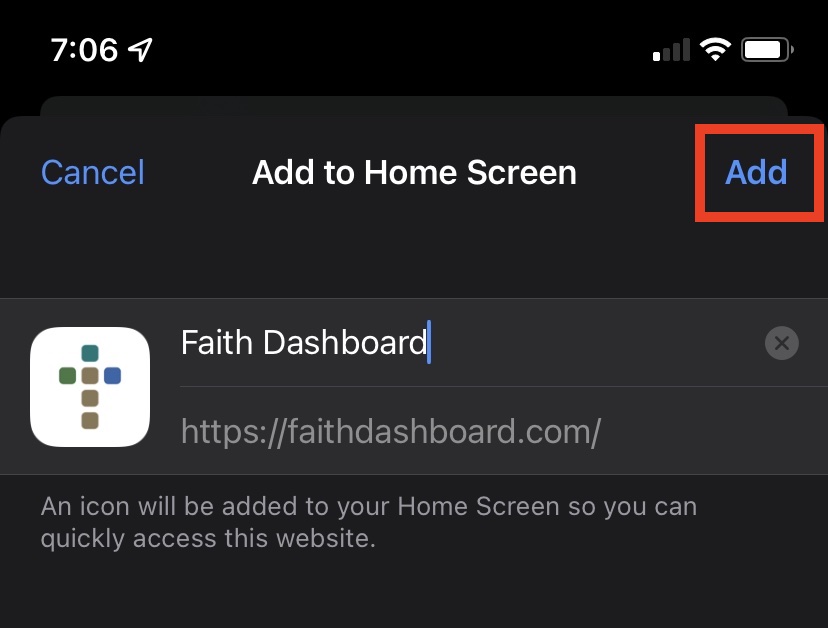 7:06
Cancel
Add to Home Screen
Add
Faith Dashboard
https://faithdashboard.com/
An icon will be added to your Home Screen so you can
quickly access this website.